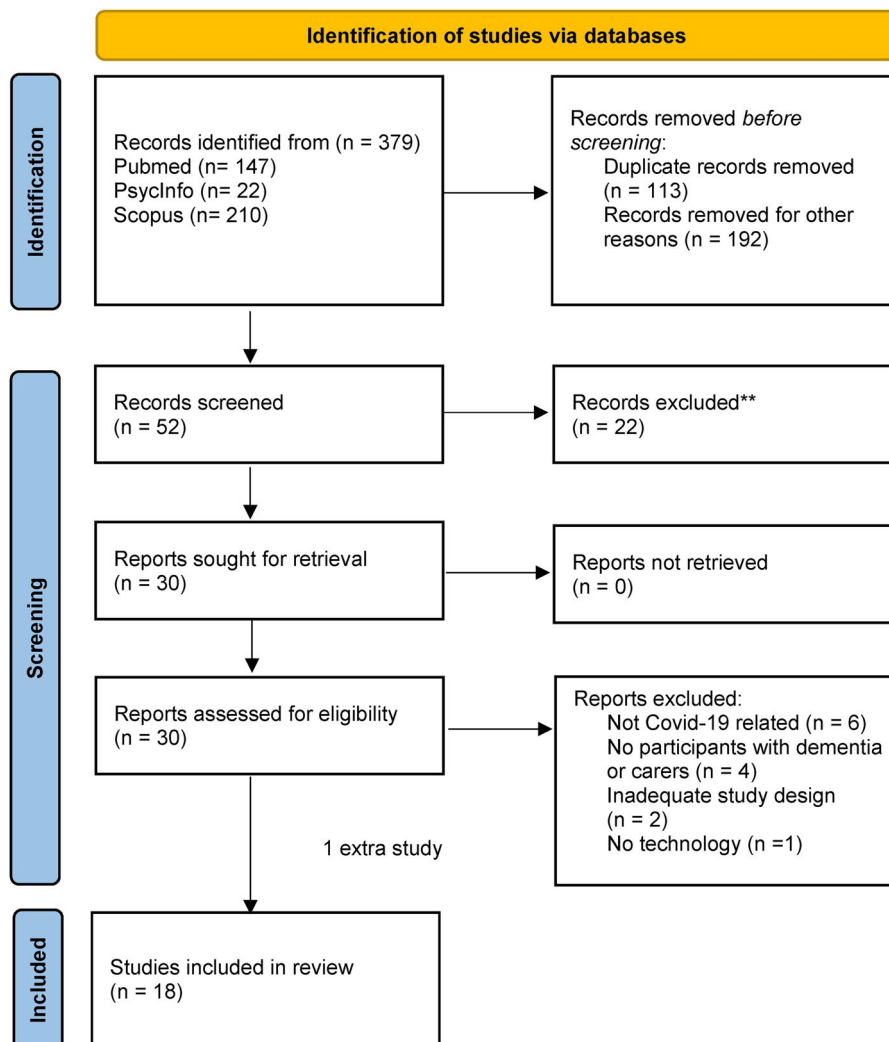 Identification of studies via databases
Identification
Records identified from (n = 379)
Pubmed (n= 147)
PsycInfo (n= 22)
Scopus (n= 210)
Records removed before
screening:
Duplicate records removed
(n = 113)
Records removed for other
reasons (n = 192)
Screening
Records screened
(n = 52)
Records excluded**
(n = 22)
Reports sought for retrieval
(n = 30)
Reports not retrieved
(n = 0)
Reports assessed for eligibility
(n = 30)
Reports excluded:
Not Covid-19 related (n = 6)
No participants with dementia
or carers (n = 4)
Inadequate study design
(n = 2)
No technology (n =1)
1 extra study
Included
Studies included in review
(n = 18)